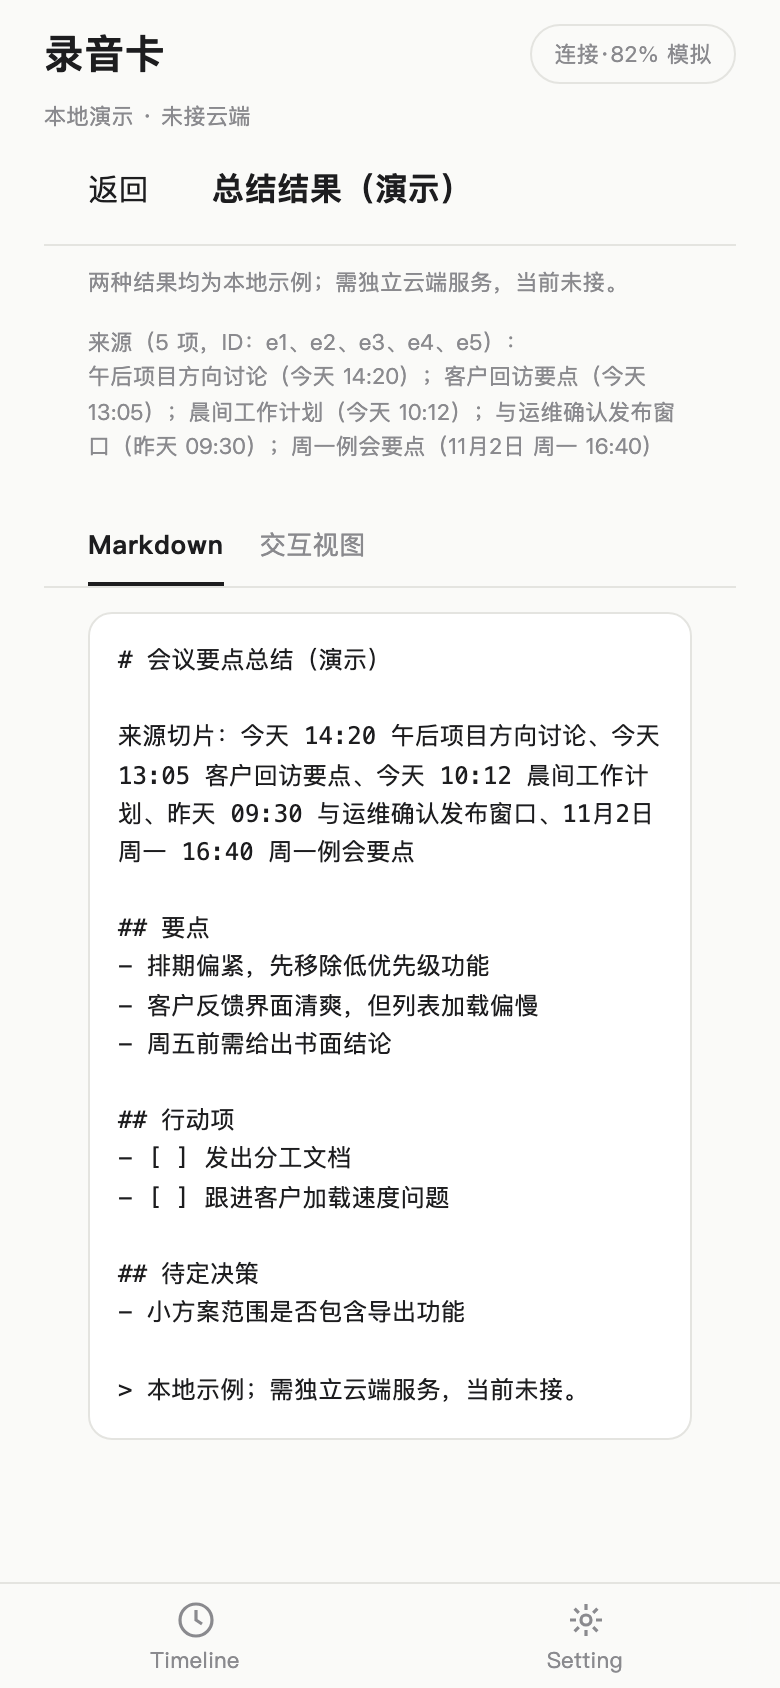 录音卡
连接·82% 模拟
本地演示 · 未接云端
返回
总结结果（演示）
两种结果均为本地示例；需独立云端服务，当前未接。
来源（5 项，ID：e1、e2、e3、e4、e5）：
午后项目方向讨论（今天 14:20）；客户回访要点（今天
13:05）；晨间工作计划（今天 10:12）；与运维确认发布窗
口（昨天 09:30）；周一例会要点（11月2日 周一 16:40）
Markdown
交互视图
# 会议要点总结（演示）
来源切片：今天 14:20 午后项目方向讨论、今天
13:05 客户回访要点、今天 10:12 晨间工作计
划、昨天 09:30 与运维确认发布窗口、11月2日
周一 16:40 周一例会要点
## 要点
- 排期偏紧，先移除低优先级功能
- 客户反馈界面清爽，但列表加载偏慢
- 周五前需给出书面结论
## 行动项
- [ ] 发出分工文档
- [ ] 跟进客户加载速度问题
## 待定决策
- 小方案范围是否包含导出功能
> 本地示例；需独立云端服务，当前未接。
Timeline
Setting